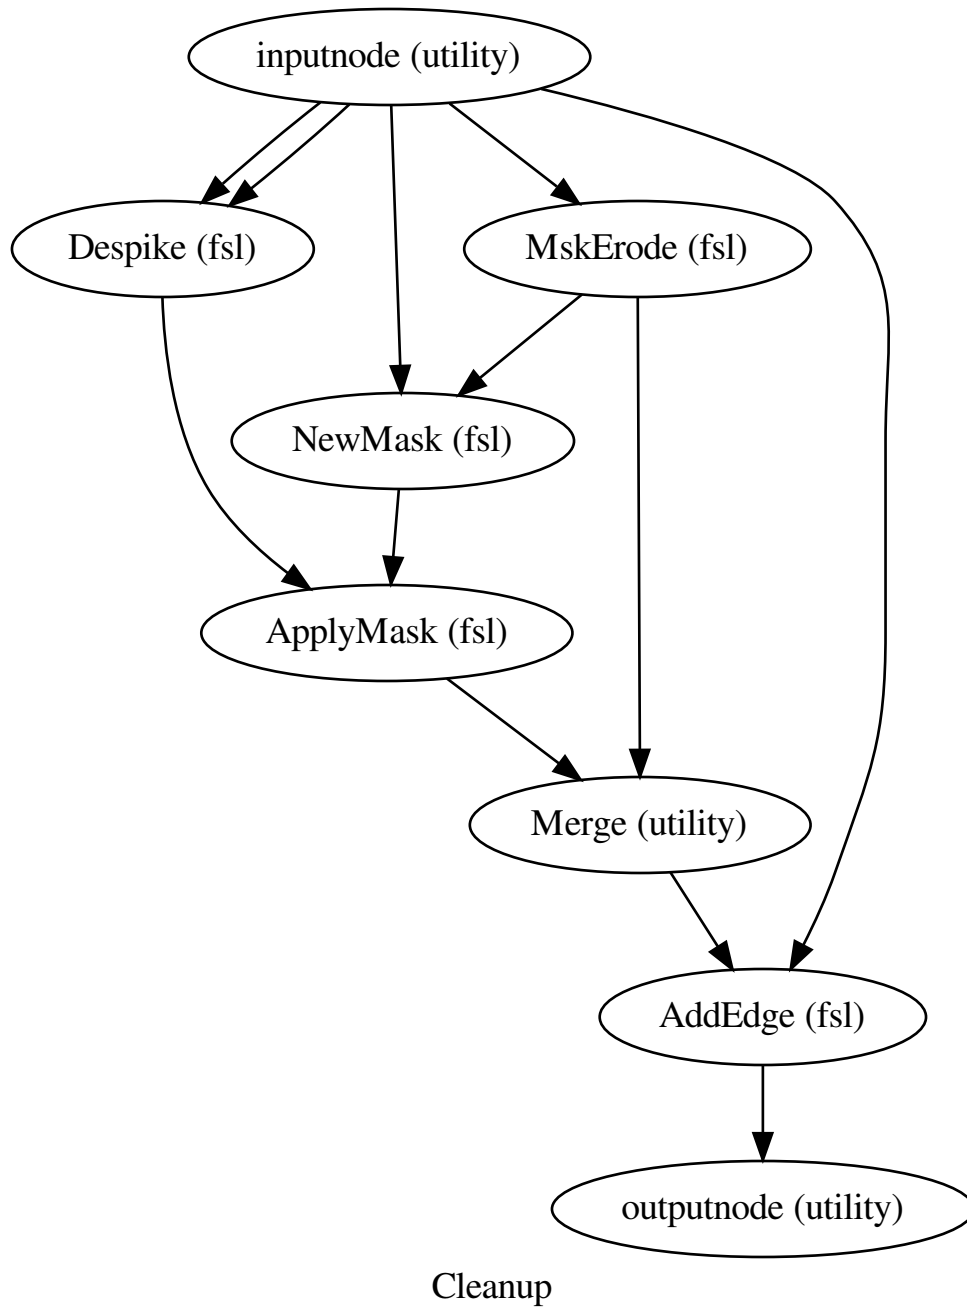 inputnode (utility)
Despike (fsl)
MskErode (fsl)
NewMask (fsl)
ApplyMask (fsl)
Merge (utility)
AddEdge (fsl)
outputnode (utility)
Cleanup